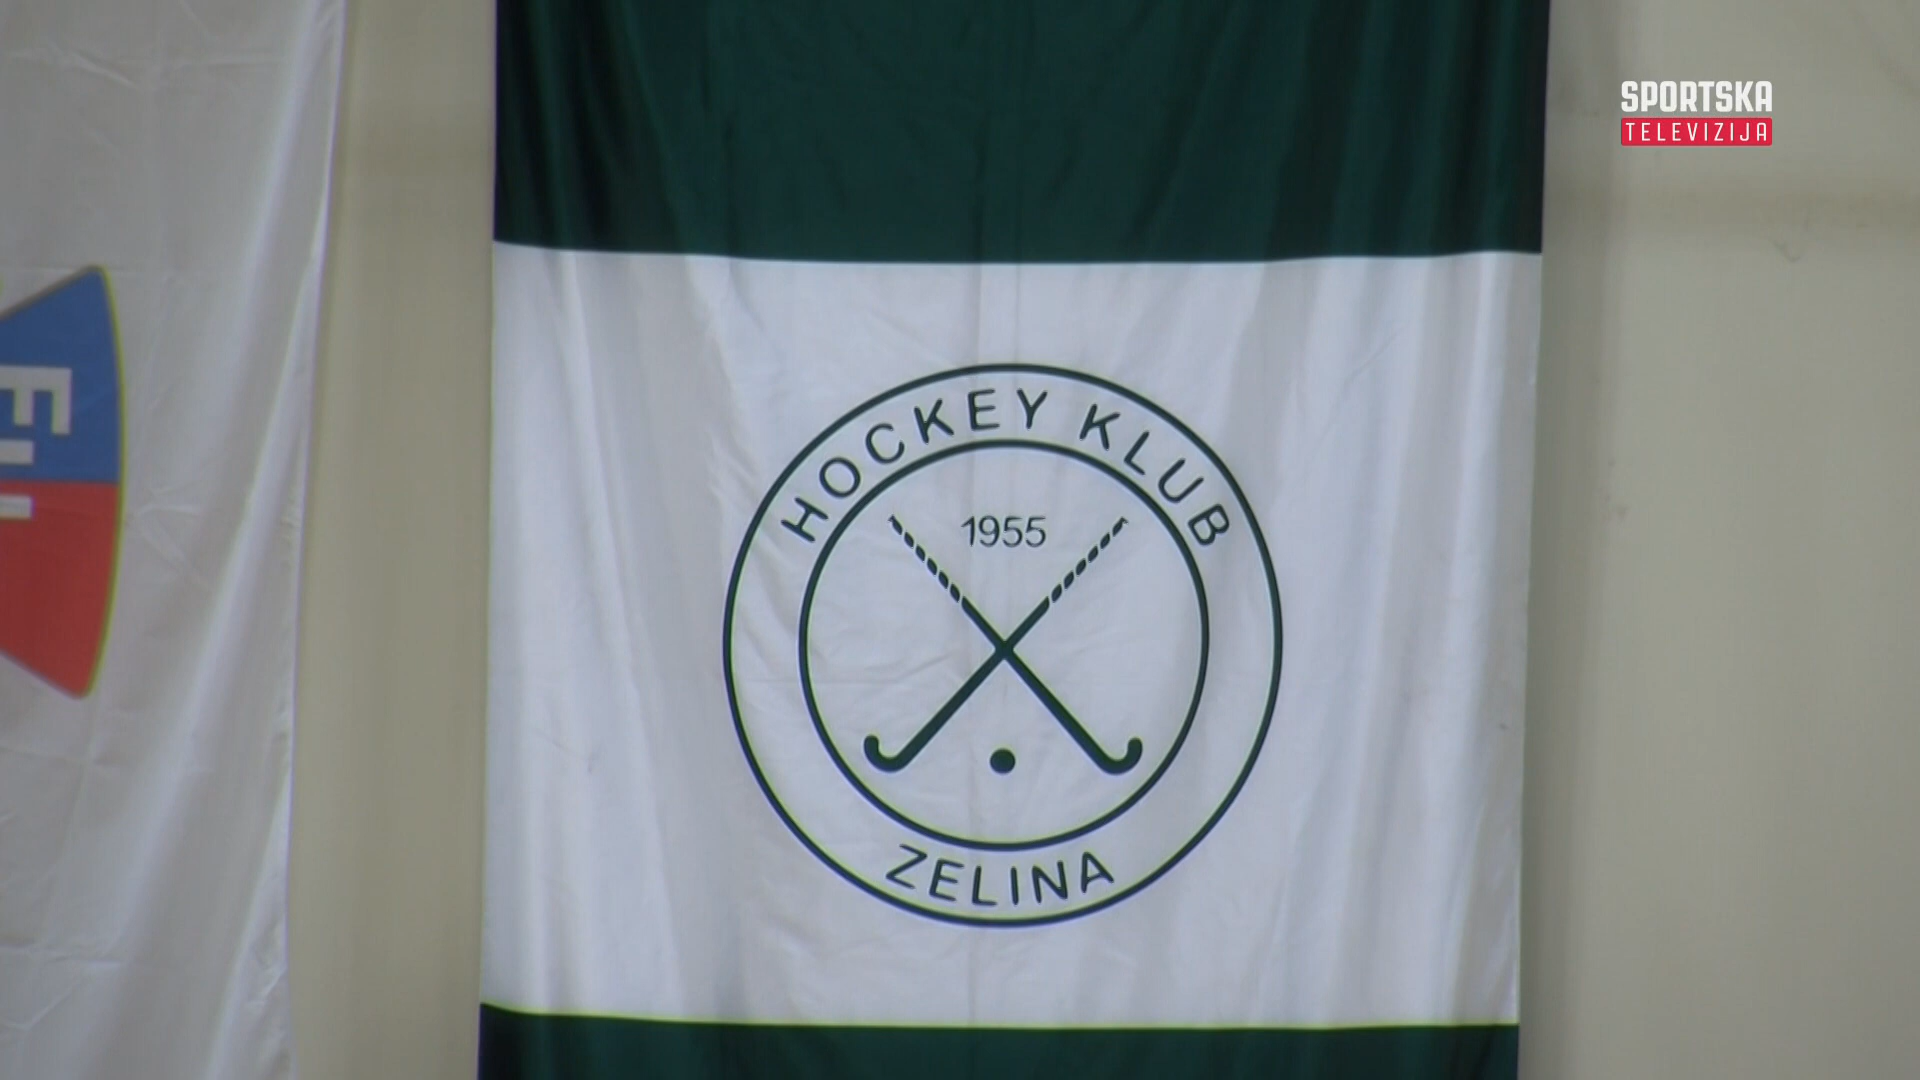 SPORTSKA
TELEVIZIJA
HOCKEY KLUB
1955
ZELINA